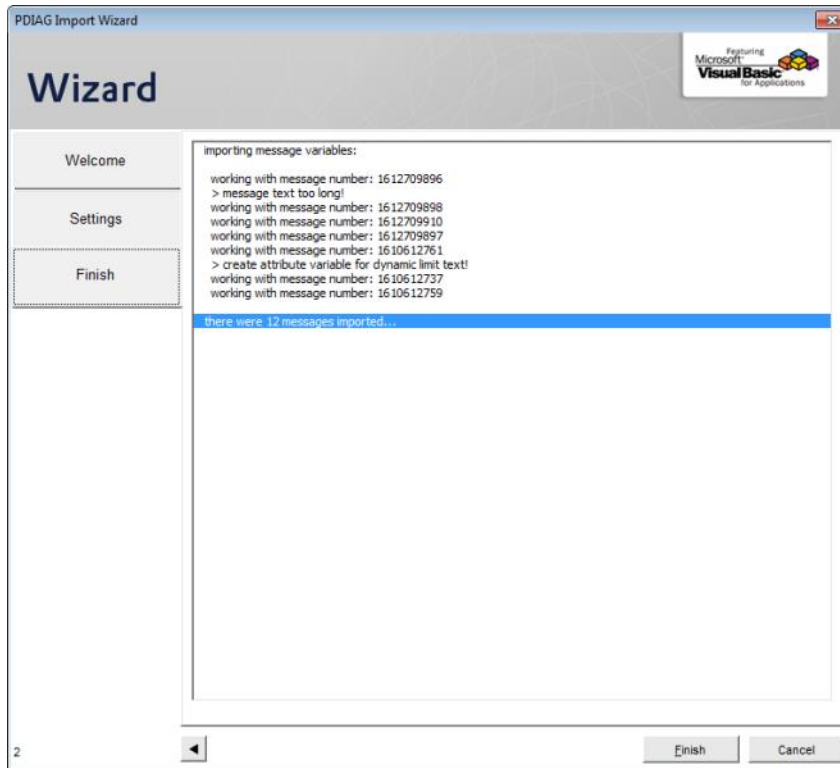 PDIAG Import Wizard
Wizard
Featuring
Microsoft
Visual Basic
for Applications
Welcome
Settings
Finish
importing message variables:
working with message number: 1612709896
> message text too long!
working with message number: 1612709898
working with message number: 1612709910
working with message number: 1612709897
working with message number: 1610612761
> create attribute variable for dynamic limit text!
working with message number: 1610612737
working with message number: 1610612759
there were 12 messages imported...
2
Finish
Cancel